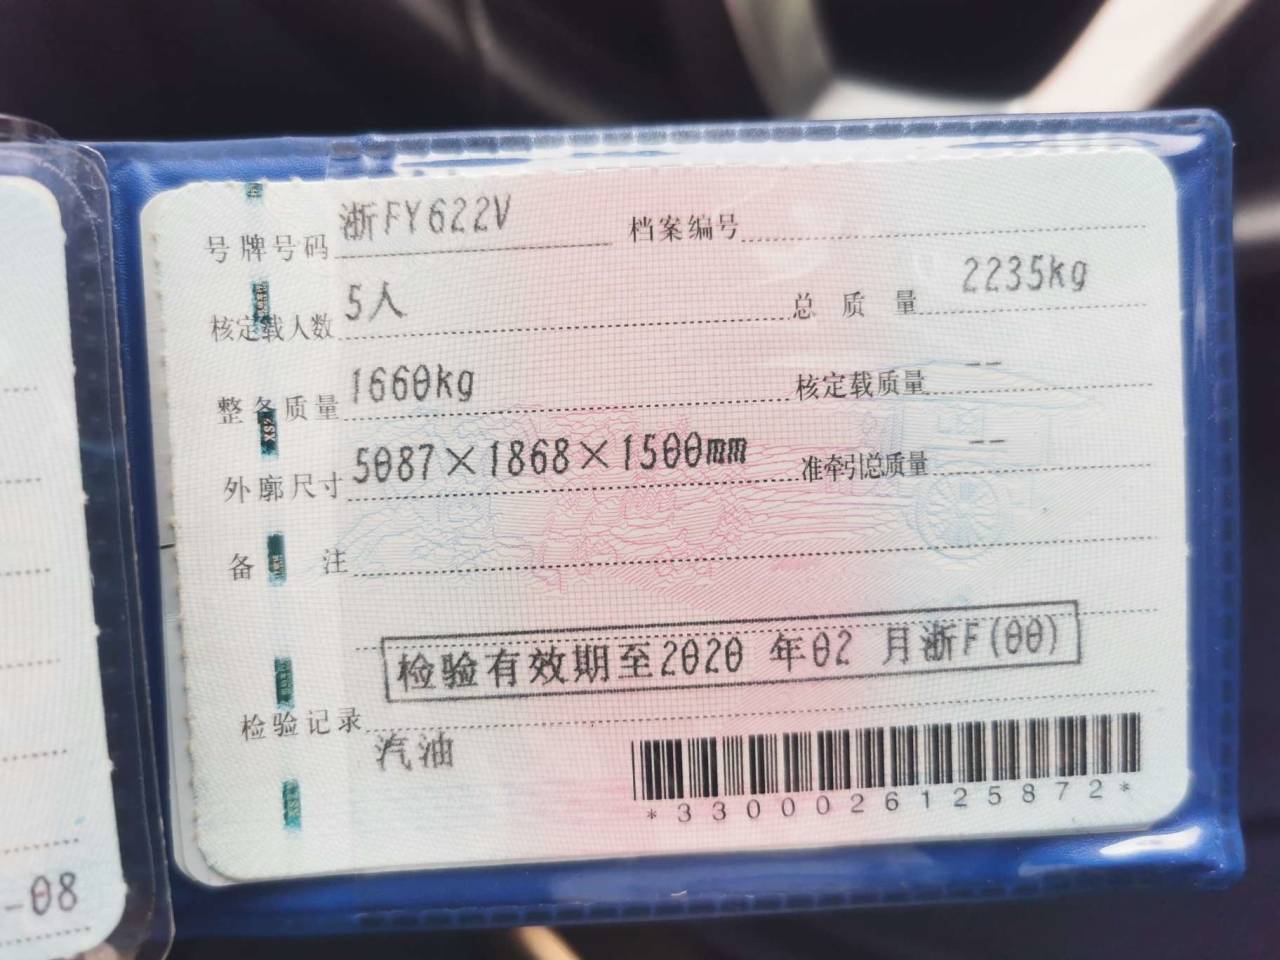 号牌号码 浙FY622V 档案编号
核定载人数 5人 总质量 2235kg
整备质量 1660kg 核定载质量 --
外廓尺寸 5087×1868×1500mm 准牵引总质量 --
备注
检验有效期至2020 年02 月浙F(00)
检验记录
汽油
*3300026125872*
-08